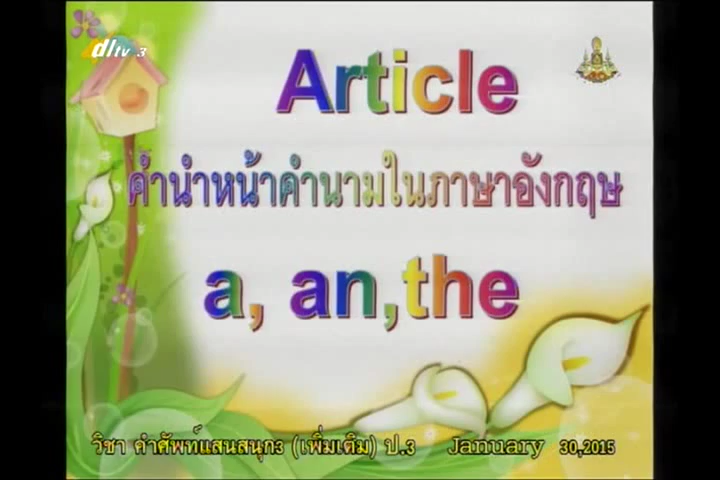 dltv 3
Article
คำนำหน้าคำนามในภาษาอังกฤษ
a, an,the
วิชา คำศัพท์แสนสนุก3 (เพิ่มเติม) ป.3 January 30,2015